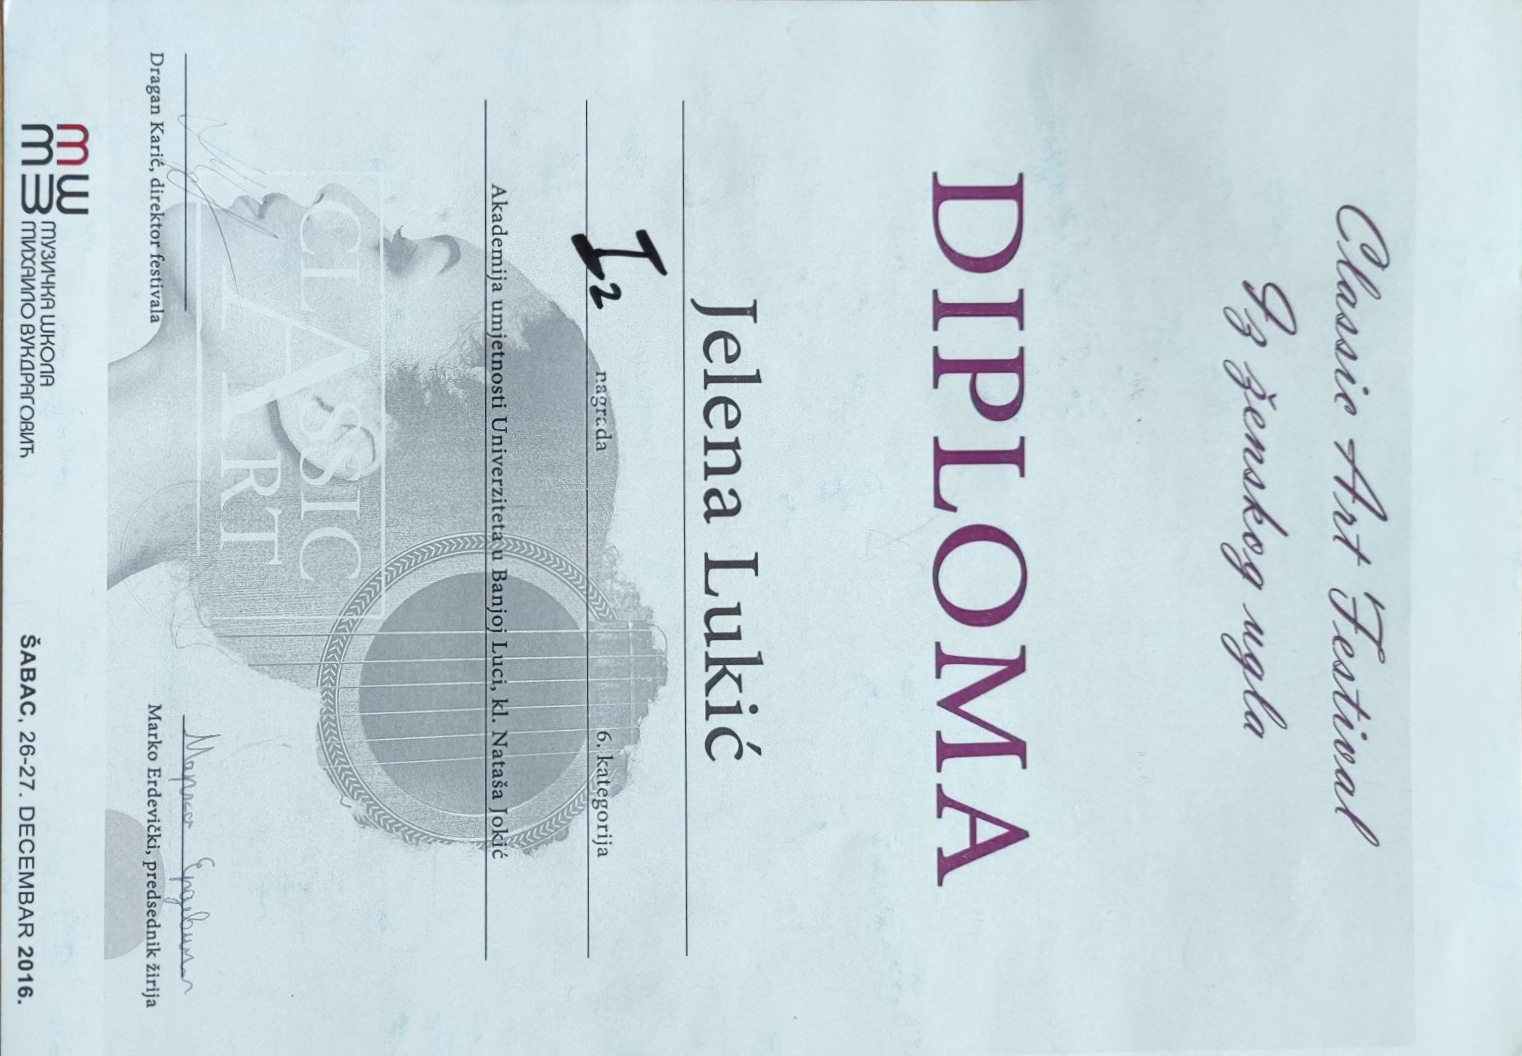 Classic Art Festival
Iz ženskog ugla
DIPLOMA
Jelena Lukić
I2 nagrada 6. kategorija
Akademija umjetnosti Univerziteta u Banjoj Luci, kl. Nataša Jokić
CLASSIC
ART
Dragan Karić, direktor festivala
Марко Ердевички
Marko Erdevički, predsednik žirija
МУЗИЧКА ШКОЛА
МИХАИЛО ВУКДРАГОВИЋ
ŠABAC, 26-27. DECEMBAR 2016.